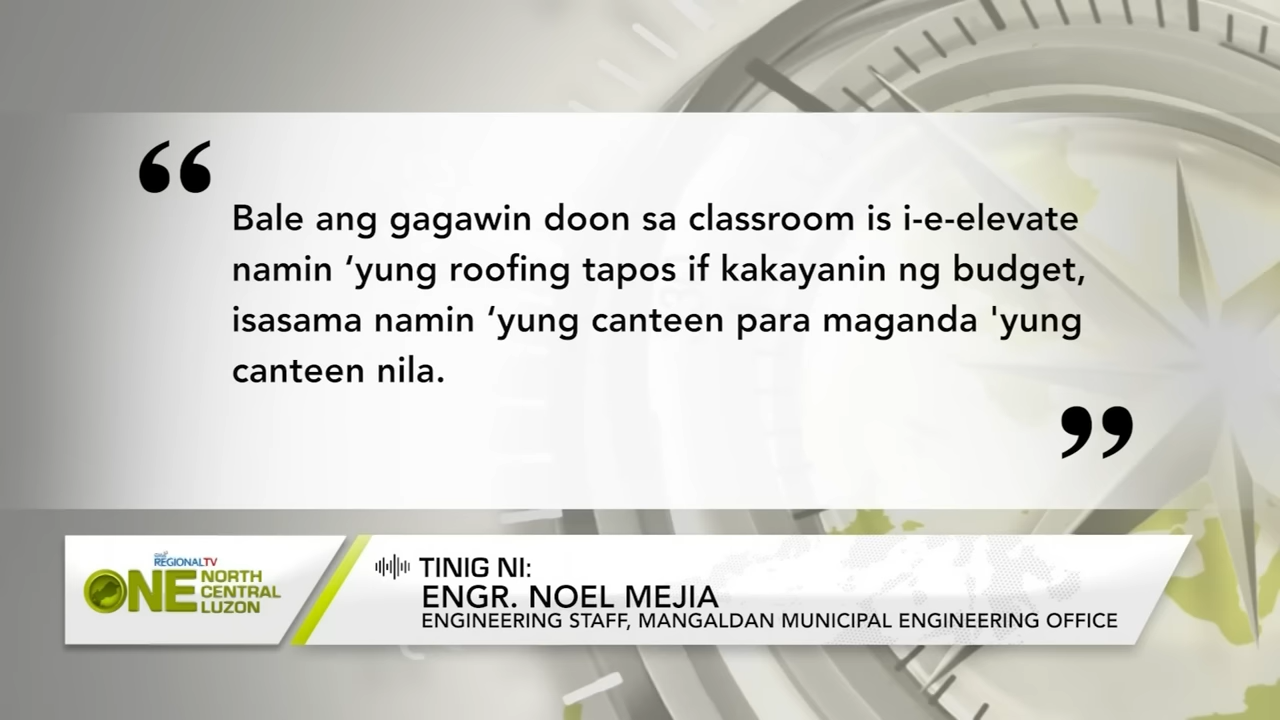 “
Bale ang gagawin doon sa classroom is i-e-elevate
namin ‘yung roofing tapos if kakayanin ng budget,
isasama namin ‘yung canteen para maganda 'yung
canteen nila.
”
REGIONALTV
ONE NORTH
CENTRAL
LUZON
TINIG NI:
ENGR. NOEL MEJIA
ENGINEERING STAFF, MANGALDAN MUNICIPAL ENGINEERING OFFICE